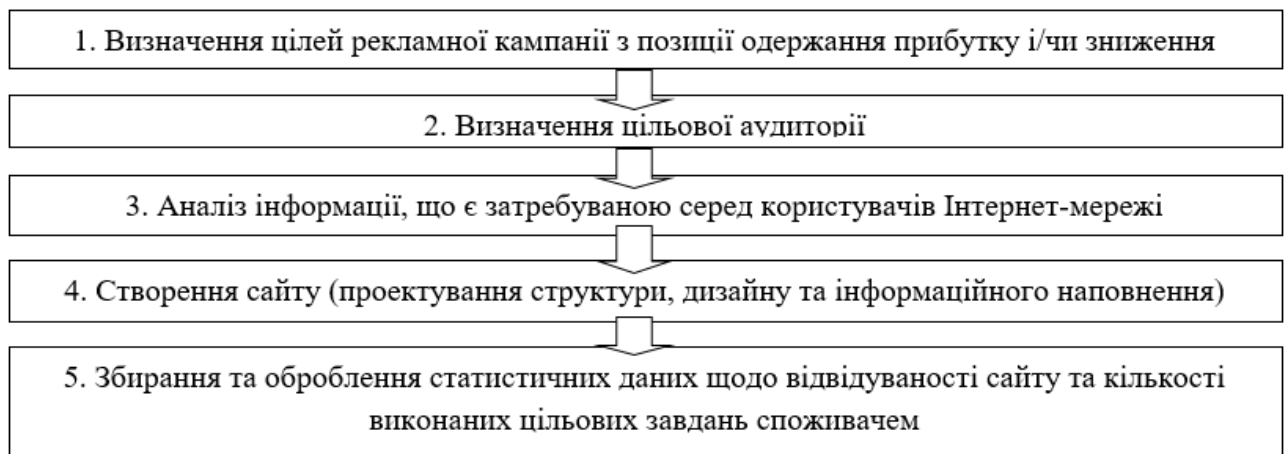 1. Визначення цілей рекламної кампанії з позиції одержання прибутку і/чи зниження
2. Визначення цільової аудиторії
3. Аналіз інформації, що є затребуваною серед користувачів Інтернет-мережі
4. Створення сайту (проектування структури, дизайну та інформаційного наповнення)
5. Збирання та оброблення статистичних даних щодо відвідуваності сайту та кількості
виконаних цільових завдань споживачем